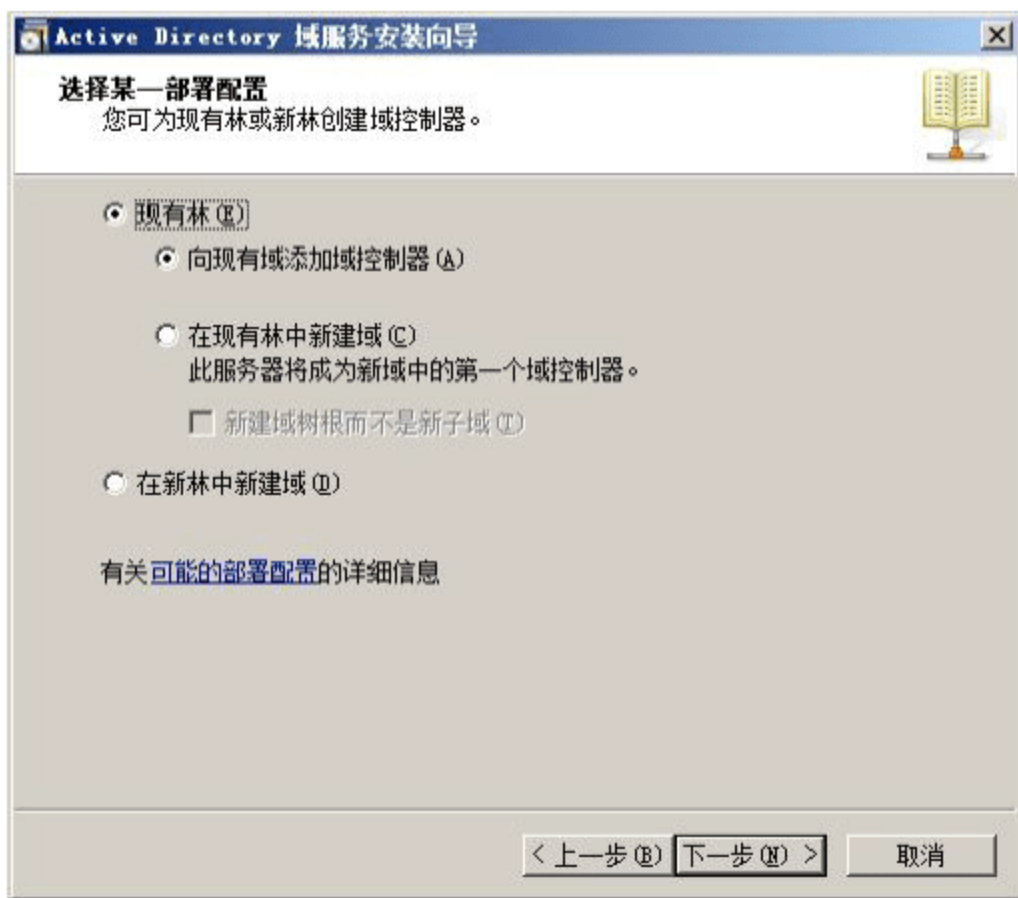 Active Directory 域服务安装向导
选择某一部署配置
您可为现有林或新林创建域控制器。
现有林(E)
向现有域添加域控制器(A)
在现有林中新建域(C)
此服务器将成为新域中的第一个域控制器。
新建域树根而不是新子域(T)
在新林中新建域(D)
有关可能的部署配置的详细信息
< 上一步(B) 下一步(N) > 取消